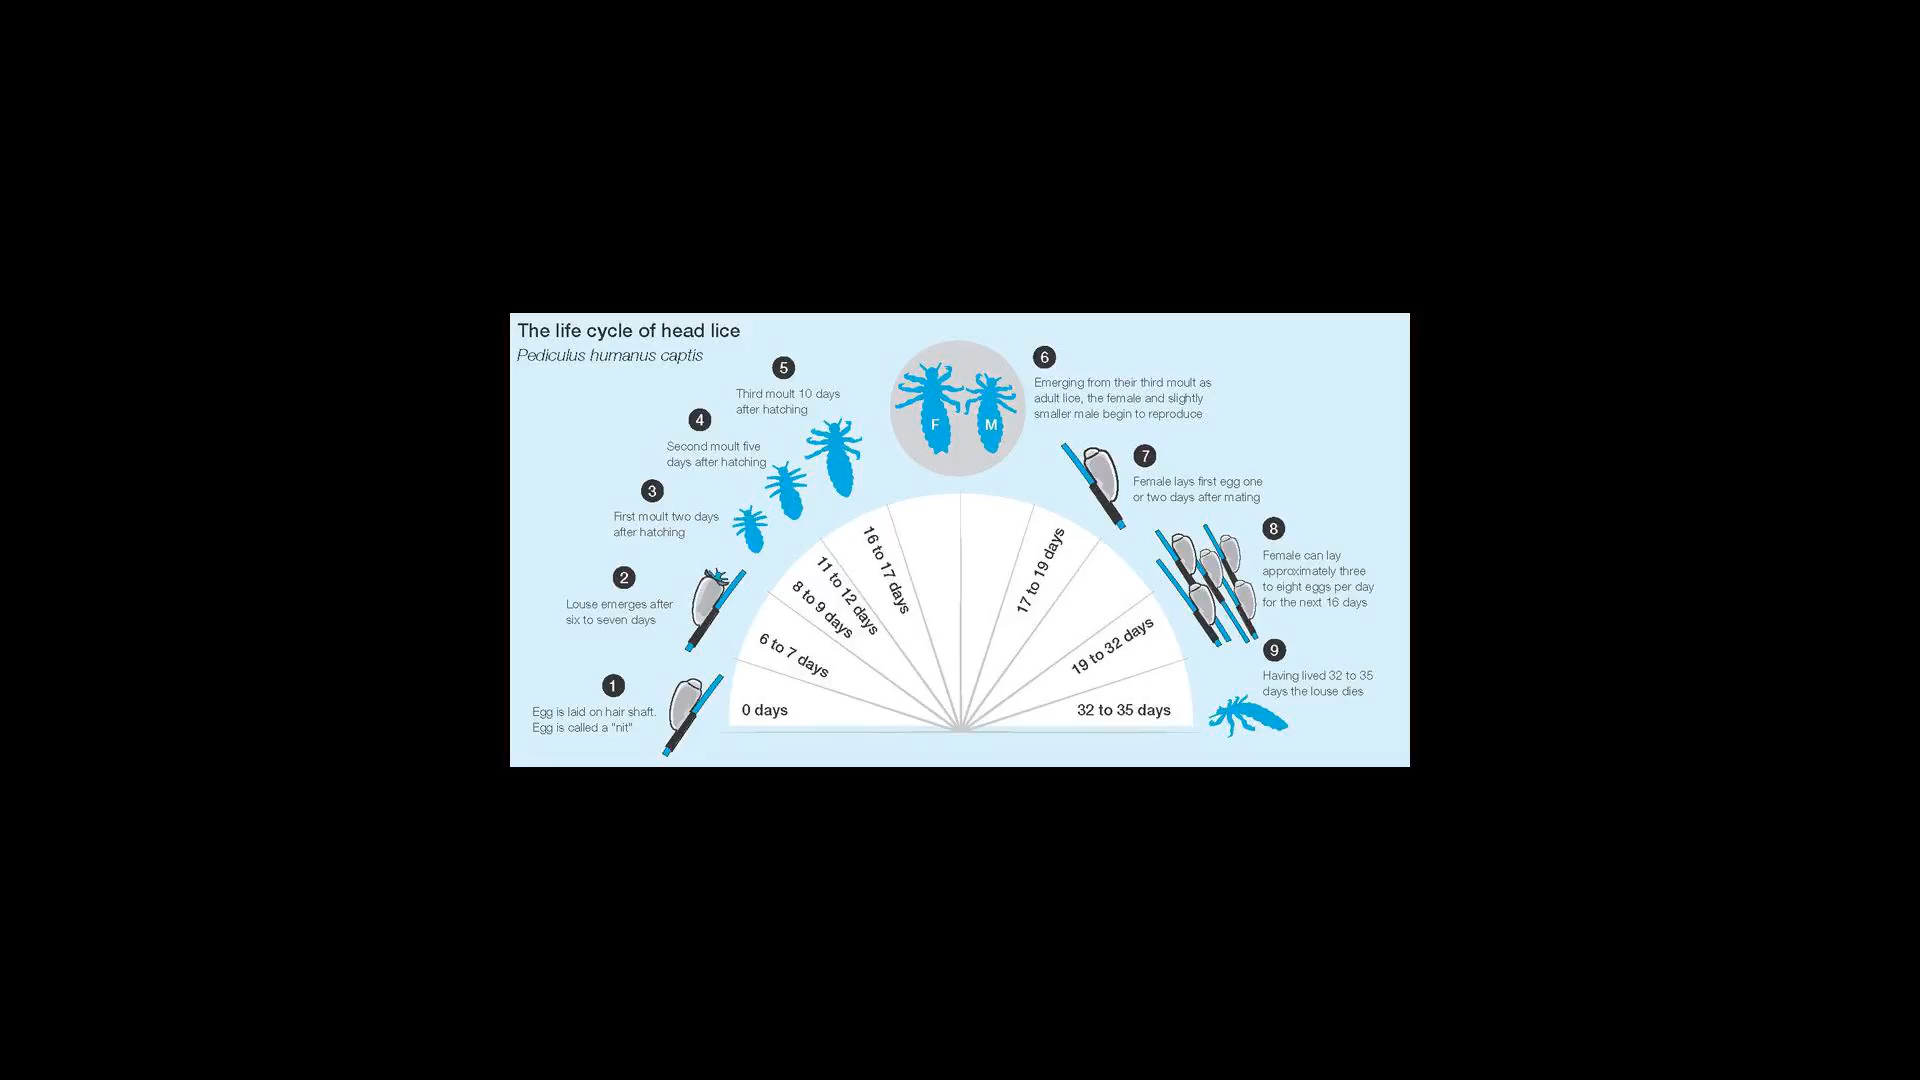 The life cycle of head lice
Pediculus humanus captis
1
Egg is laid on hair shaft.
Egg is called a "nit"
2
Louse emerges after
six to seven days
3
First moult two days
after hatching
4
Second moult five
days after hatching
5
Third moult 10 days
after hatching
F
M
6
Emerging from their third moult as
adult lice, the female and slightly
smaller male begin to reproduce
7
Female lays first egg one
or two days after mating
8
Female can lay
approximately three
to eight eggs per day
for the next 16 days
9
Having lived 32 to 35
days the louse dies
0 days
6 to 7 days
8 to 9 days
11 to 12 days
16 to 17 days
17 to 19 days
19 to 32 days
32 to 35 days